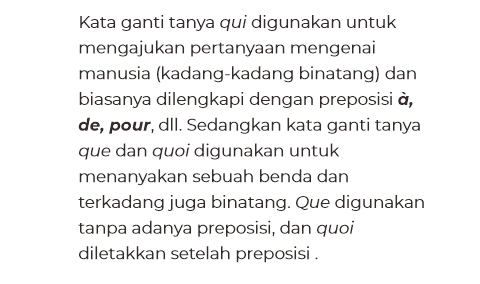 Kata ganti tanya qui digunakan untuk
mengajukan pertanyaan mengenai
manusia (kadang-kadang binatang) dan
biasanya dilengkapi dengan preposisi à,
de, pour, dll. Sedangkan kata ganti tanya
que dan quoi digunakan untuk
menanyakan sebuah benda dan
terkadang juga binatang. Que digunakan
tanpa adanya preposisi, dan quoi
diletakkan setelah preposisi .